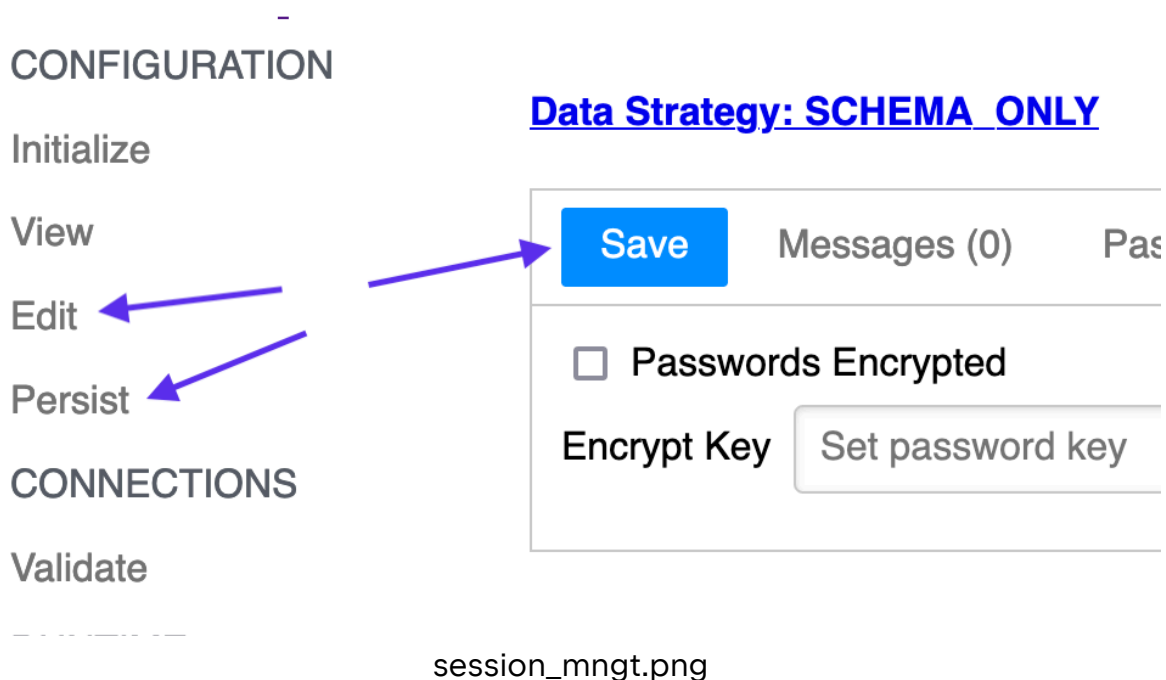 CONFIGURATION
Initialize
View
Edit
Persist
CONNECTIONS
Validate
Data Strategy: SCHEMA_ONLY
Save Messages (0) Pas
Passwords Encrypted
Encrypt Key Set password key
session_mngt.png